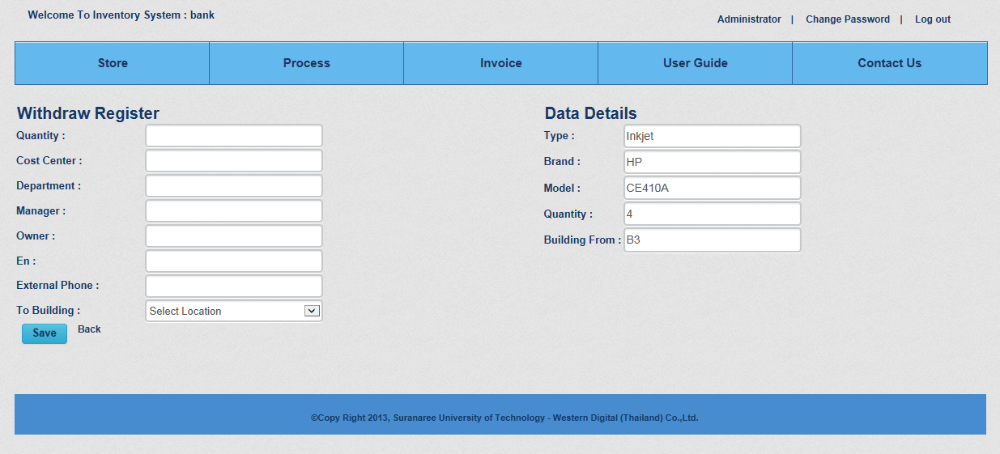 Welcome To Inventory System : bank
Administrator | Change Password | Log out
Store Process Invoice User Guide Contact Us
Withdraw Register
Quantity :
Cost Center :
Department :
Manager :
Owner :
En :
External Phone :
To Building : Select Location
Save Back
Data Details
Type : Inkjet
Brand : HP
Model : CE410A
Quantity : 4
Building From : B3
©Copy Right 2013, Suranaree University of Technology - Western Digital (Thailand) Co.,Ltd.